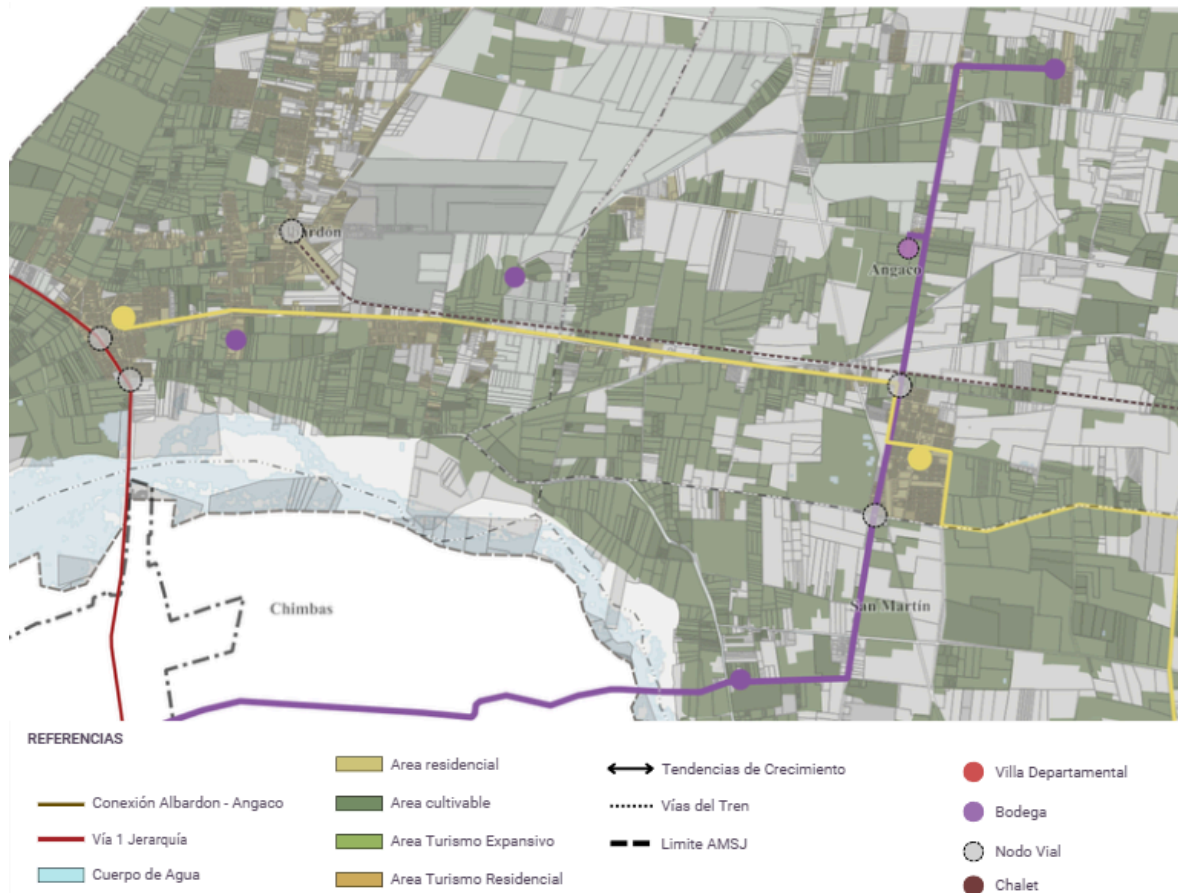 Angaco
Chimbas
San Martín
REFERENCIAS
Conexión Albardon - Angaco
Vía 1 Jerarquía
Cuerpo de Agua
Area residencial
Area cultivable
Area Turismo Expansivo
Area Turismo Residencial
Tendencias de Crecimiento
Vías del Tren
Limite AMSJ
Villa Departamental
Bodega
Nodo Vial
Chalet